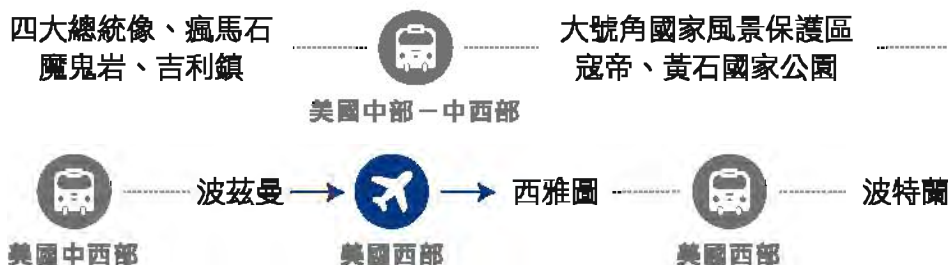 四大總統像、瘋馬石
魔鬼岩、吉利鎮
美國中部－中西部
大號角國家風景保護區
寇帝、黃石國家公園
美國中西部
波茲曼
美國西部
西雅圖
美國西部
波特蘭